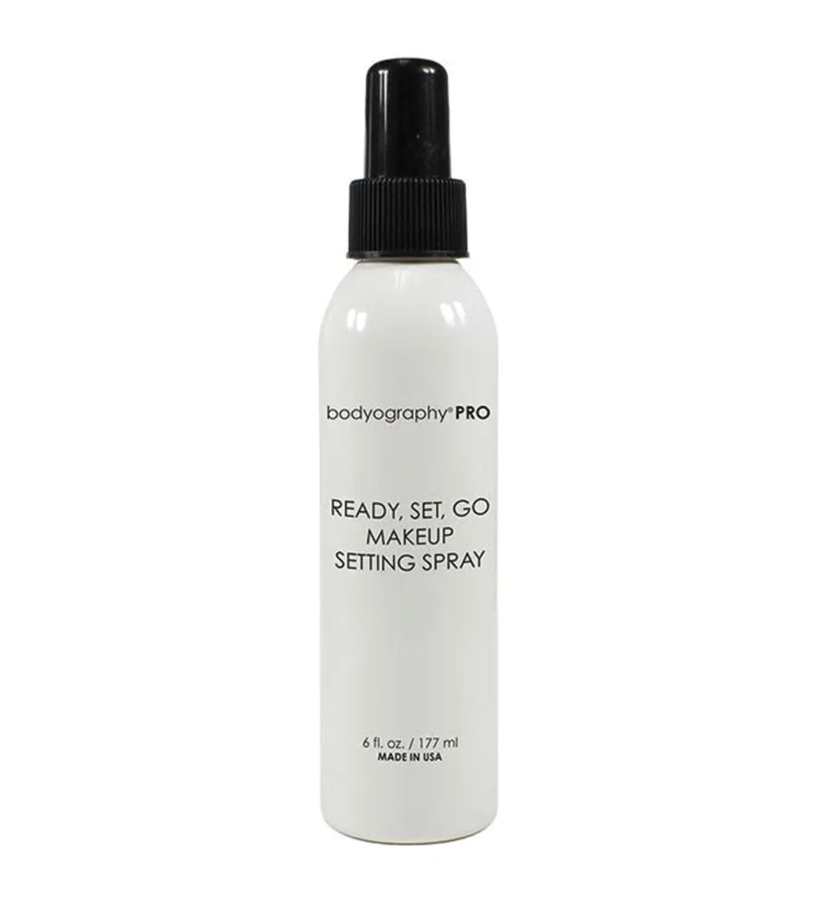 bodyography® PRO
READY, SET, GO
MAKEUP
SETTING SPRAY
6 fl. oz. / 177 ml
MADE IN USA